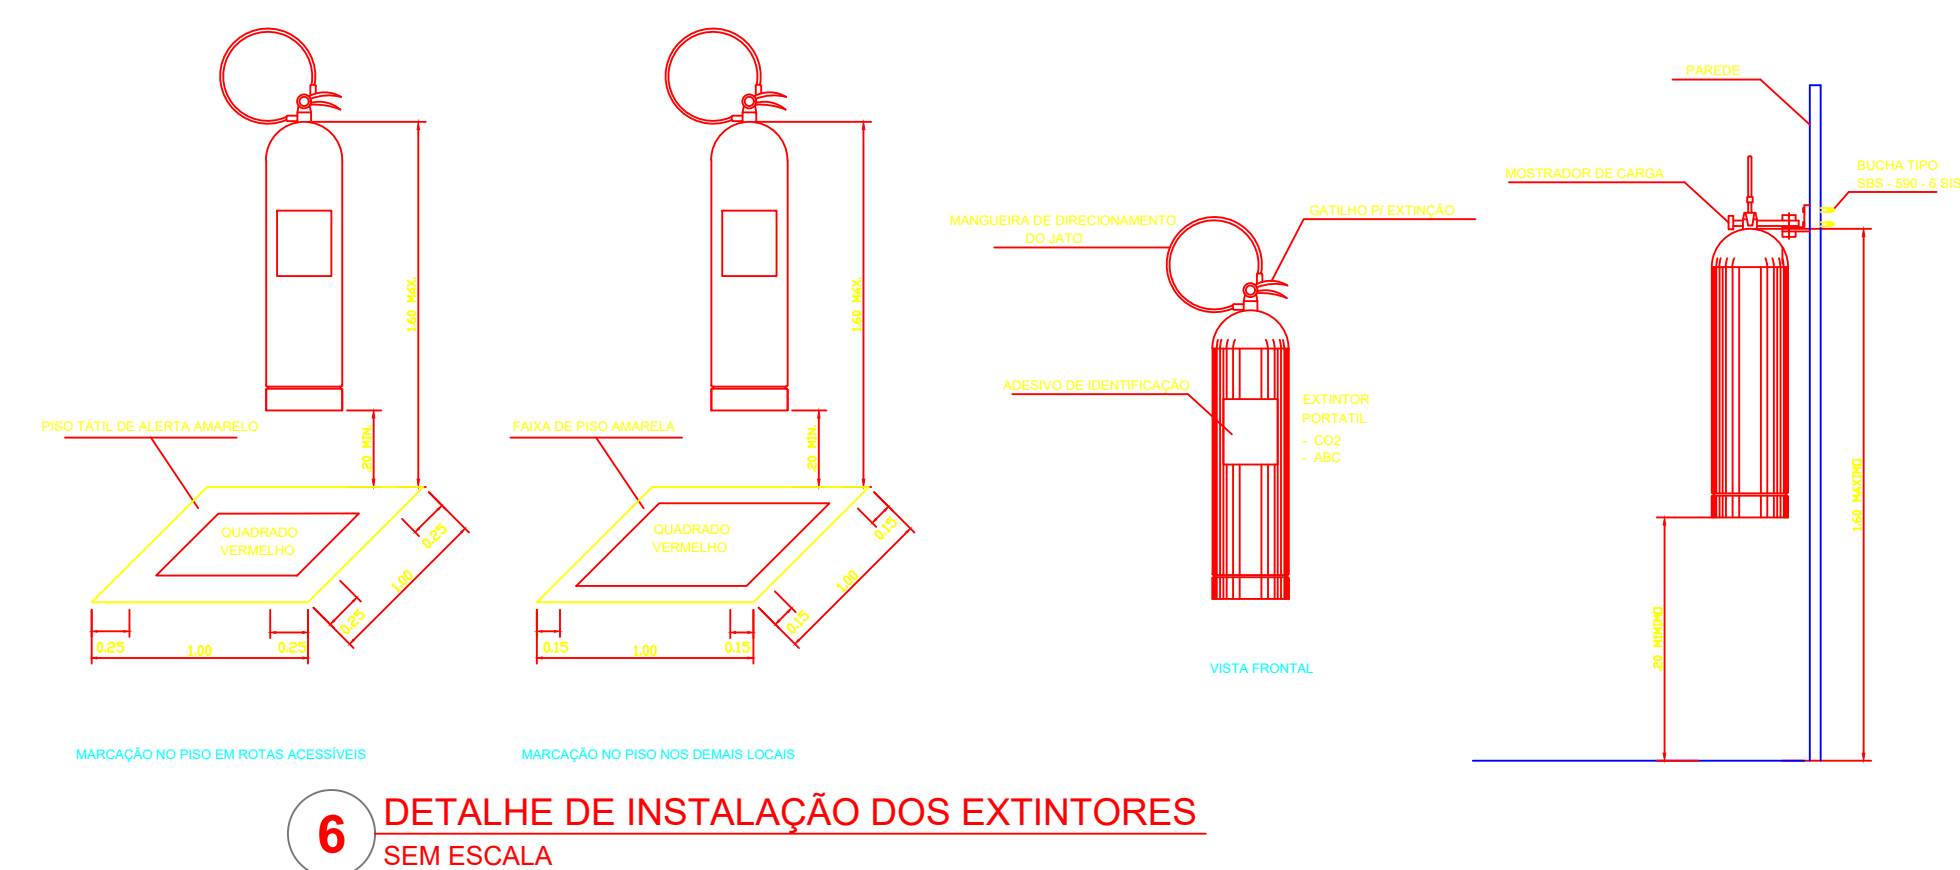 PISO TÁTIL DE ALERTA AMARELO
1.60 MAX.
.20 MIN.
QUADRADO
VERMELHO
0.25
1.00
0.25
0.25
1.00
0.25
MARCAÇÃO NO PISO EM ROTAS ACESSÍVEIS
FAIXA DE PISO AMARELA
1.60 MAX.
.20 MIN.
QUADRADO
VERMELHO
0.15
1.00
0.15
0.15
1.00
0.15
MARCAÇÃO NO PISO NOS DEMAIS LOCAIS
MANGUEIRA DE DIRECIONAMENTO
DO JATO
GATILHO P/ EXTINÇÃO
ADESIVO DE IDENTIFICAÇÃO
EXTINTOR
PORTATIL
- CO2
- ABC
VISTA FRONTAL
PAREDE
MOSTRADOR DE CARGA
BUCHA TIPO
SBS - 590 - 6 SIS
1.60 MAXIMO
.20 MINIMO
6
DETALHE DE INSTALAÇÃO DOS EXTINTORES
SEM ESCALA